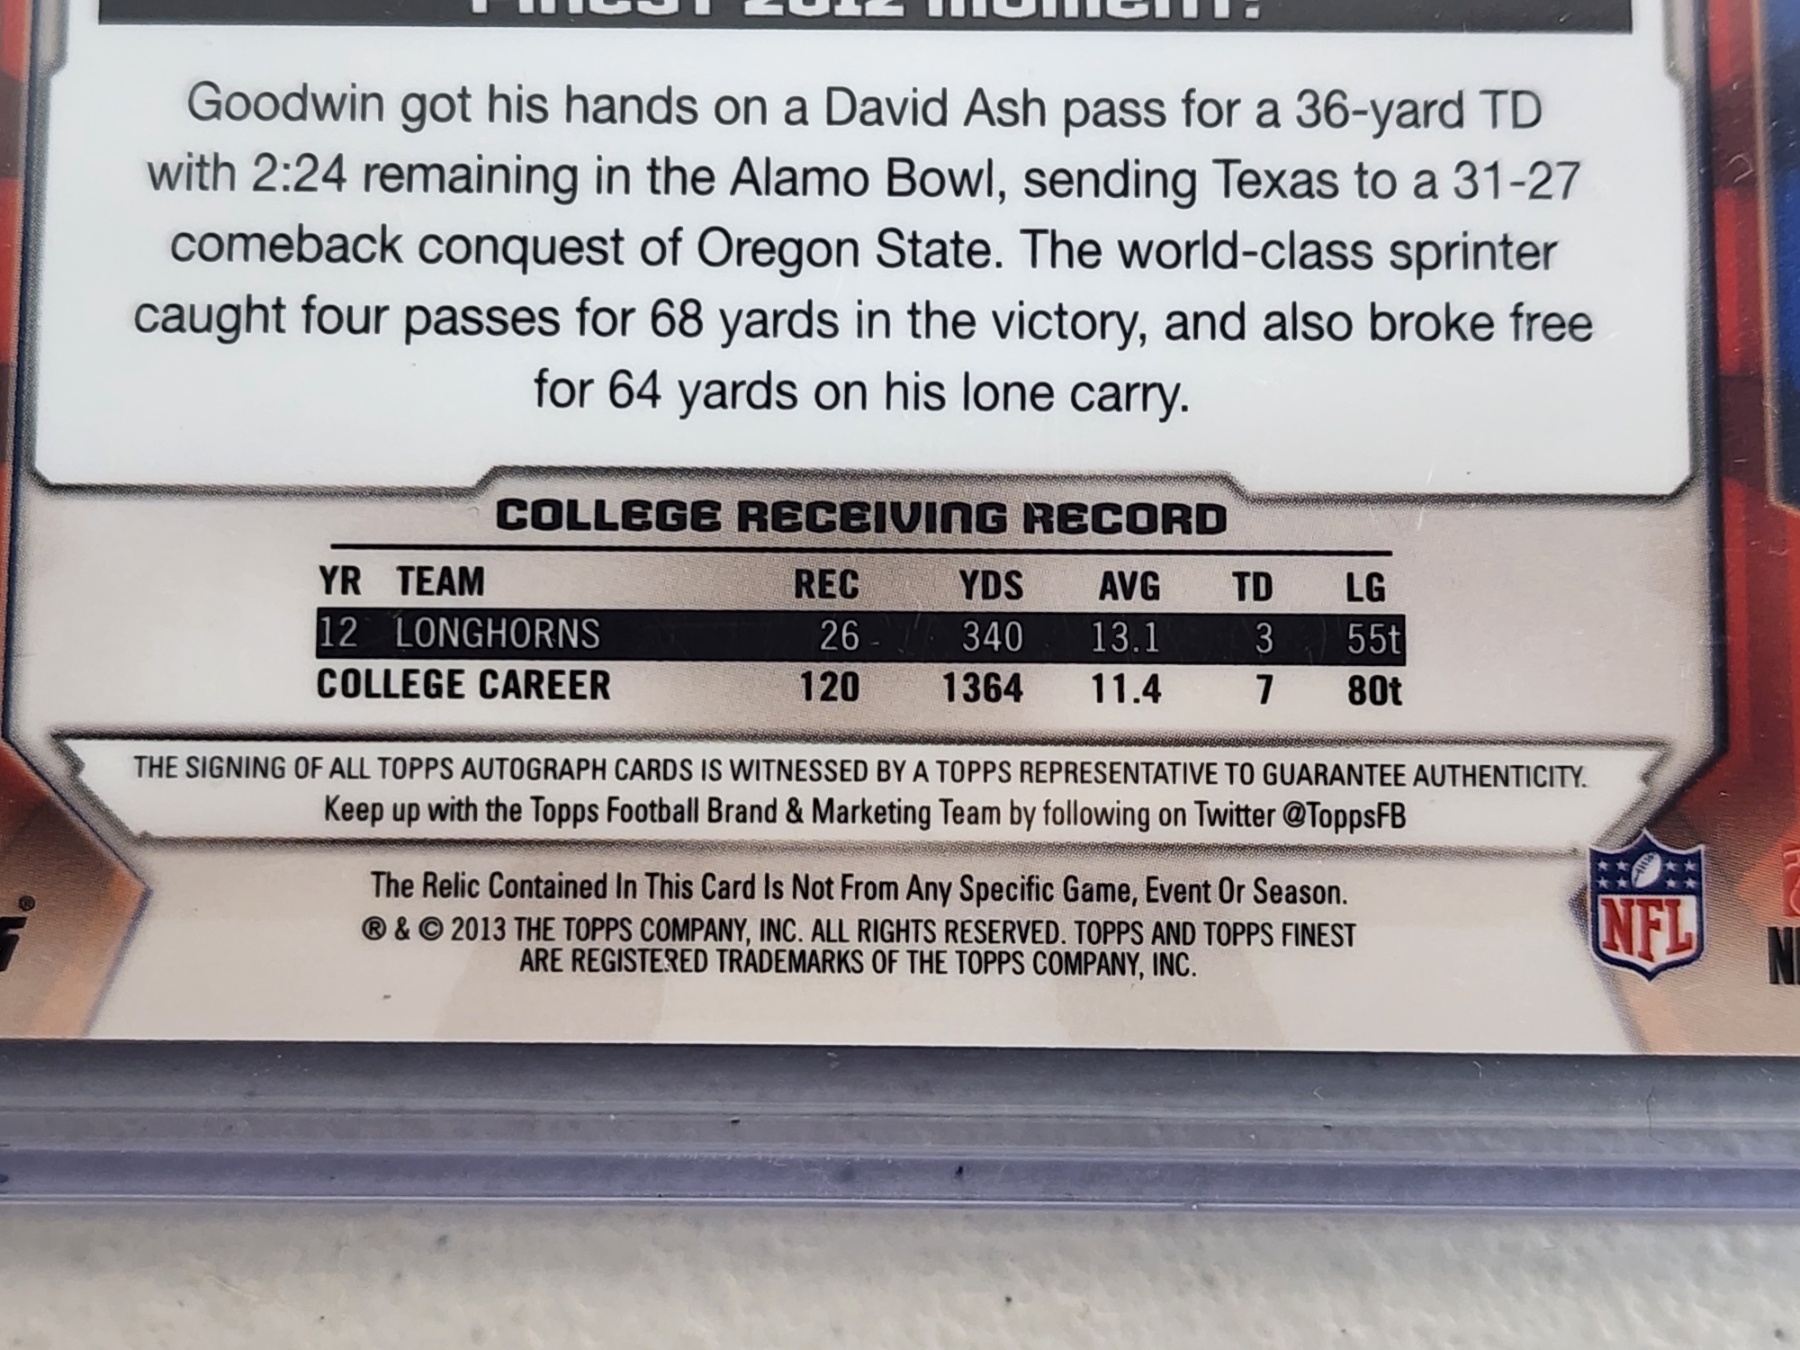 FINEST 2012 MOMENT:
Goodwin got his hands on a David Ash pass for a 36-yard TD
with 2:24 remaining in the Alamo Bowl, sending Texas to a 31-27
comeback conquest of Oregon State. The world-class sprinter
caught four passes for 68 yards in the victory, and also broke free
for 64 yards on his lone carry.
COLLEGE RECEIVING RECORD
YR TEAM REC YDS AVG TD LG
12 LONGHORNS 26 340 13.1 3 55t
COLLEGE CAREER 120 1364 11.4 7 80t
THE SIGNING OF ALL TOPPS AUTOGRAPH CARDS IS WITNESSED BY A TOPPS REPRESENTATIVE TO GUARANTEE AUTHENTICITY.
Keep up with the Topps Football Brand & Marketing Team by following on Twitter @ToppsFB
The Relic Contained In This Card Is Not From Any Specific Game, Event Or Season.
® & © 2013 THE TOPPS COMPANY, INC. ALL RIGHTS RESERVED. TOPPS AND TOPPS FINEST
ARE REGISTERED TRADEMARKS OF THE TOPPS COMPANY, INC.
NFL